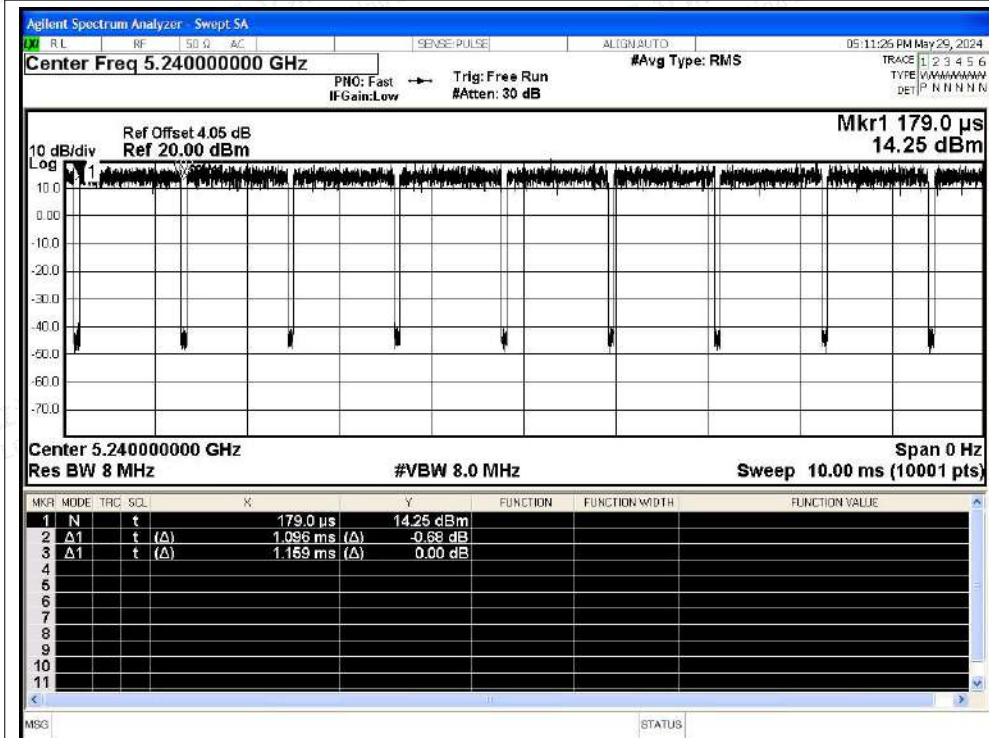 Agilent Spectrum Analyzer - Swept SA
LXI RL RF 50 Ω AC SENSE:PULSE ALIGN AUTO 05:11:26 PM May 29, 2024
Center Freq 5.240000000 GHz #Avg Type: RMS TRACE 1 2 3 4 5 6
PNO: Fast Trig: Free Run TYPE
IFGain:Low #Atten: 30 dB DET P N N N N N
Mkr1 179.0 µs
Ref Offset 4.05 dB
10 dB/div Ref 20.00 dBm 14.25 dBm
Log
1
10.0
0.00
-10.0
-20.0
-30.0
-40.0
-50.0
-60.0
-70.0
Center 5.240000000 GHz Span 0 Hz
Res BW 8 MHz #VBW 8.0 MHz Sweep 10.00 ms (10001 pts)
MKR MODE TRC SCL X Y FUNCTION FUNCTION WIDTH FUNCTION VALUE
1 N t 179.0 µs 14.25 dBm
2 Δ1 t (Δ) 1.096 ms (Δ) -0.68 dB
3 Δ1 t (Δ) 1.159 ms (Δ) 0.00 dB
4
5
6
7
8
9
10
11
MSG STATUS